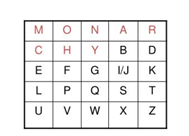 M O N A R
C H Y B D
E F G I/J K
L P Q S T
U V W X Z